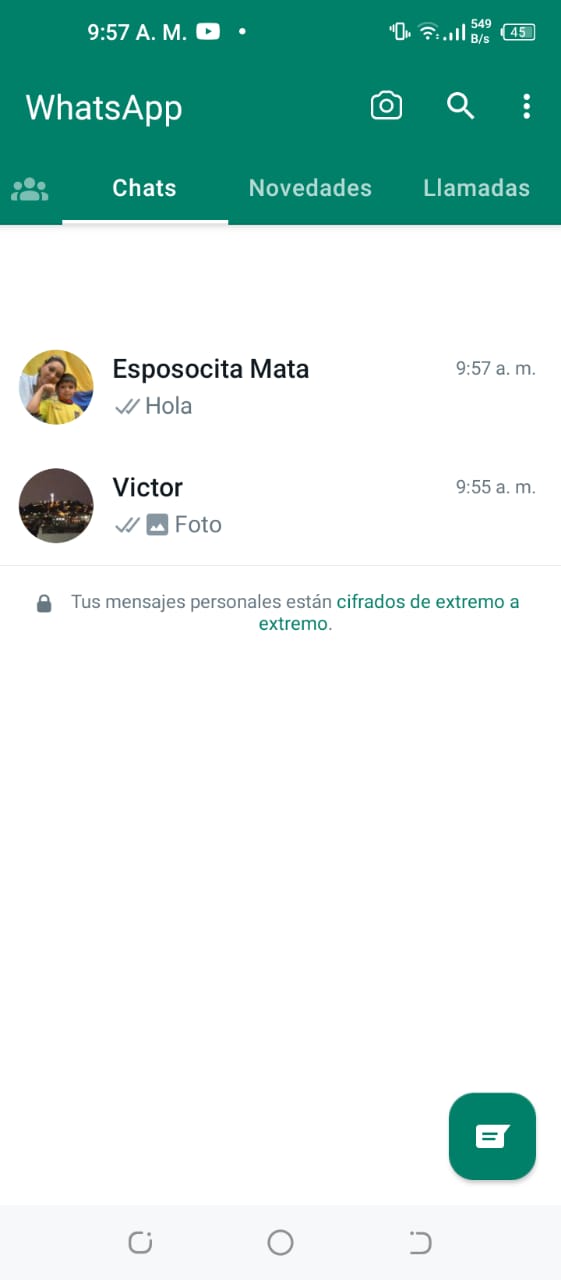 9:57 A. M.
549
B/s
45
WhatsApp
Chats Novedades Llamadas
Esposocita Mata 9:57 a. m.
Hola
Victor 9:55 a. m.
Foto
Tus mensajes personales están cifrados de extremo a
extremo.